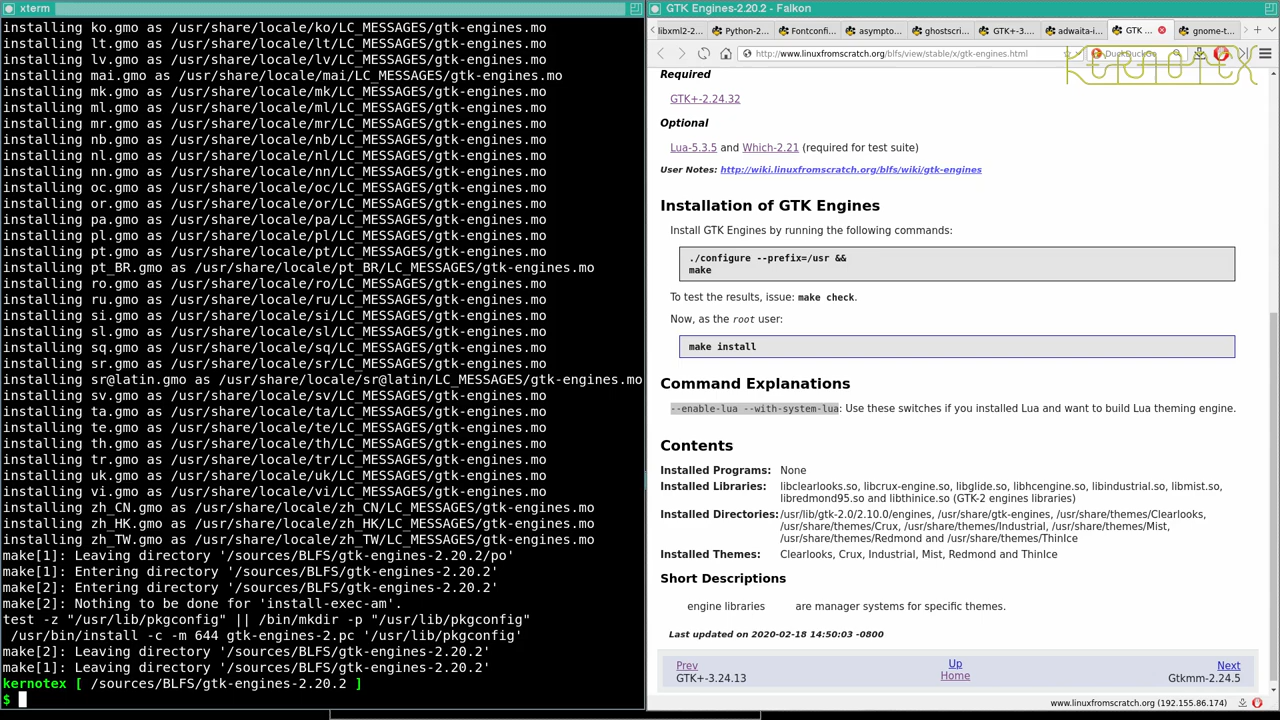 xterm
installing ko.gmo as /usr/share/locale/ko/LC_MESSAGES/gtk-engines.mo
installing lt.gmo as /usr/share/locale/lt/LC_MESSAGES/gtk-engines.mo
installing lv.gmo as /usr/share/locale/lv/LC_MESSAGES/gtk-engines.mo
installing mai.gmo as /usr/share/locale/mai/LC_MESSAGES/gtk-engines.mo
installing mk.gmo as /usr/share/locale/mk/LC_MESSAGES/gtk-engines.mo
installing ml.gmo as /usr/share/locale/ml/LC_MESSAGES/gtk-engines.mo
installing mr.gmo as /usr/share/locale/mr/LC_MESSAGES/gtk-engines.mo
installing nb.gmo as /usr/share/locale/nb/LC_MESSAGES/gtk-engines.mo
installing nl.gmo as /usr/share/locale/nl/LC_MESSAGES/gtk-engines.mo
installing nn.gmo as /usr/share/locale/nn/LC_MESSAGES/gtk-engines.mo
installing oc.gmo as /usr/share/locale/oc/LC_MESSAGES/gtk-engines.mo
installing or.gmo as /usr/share/locale/or/LC_MESSAGES/gtk-engines.mo
installing pa.gmo as /usr/share/locale/pa/LC_MESSAGES/gtk-engines.mo
installing pl.gmo as /usr/share/locale/pl/LC_MESSAGES/gtk-engines.mo
installing pt.gmo as /usr/share/locale/pt/LC_MESSAGES/gtk-engines.mo
installing pt_BR.gmo as /usr/share/locale/pt_BR/LC_MESSAGES/gtk-engines.mo
installing ro.gmo as /usr/share/locale/ro/LC_MESSAGES/gtk-engines.mo
installing ru.gmo as /usr/share/locale/ru/LC_MESSAGES/gtk-engines.mo
installing si.gmo as /usr/share/locale/si/LC_MESSAGES/gtk-engines.mo
installing sl.gmo as /usr/share/locale/sl/LC_MESSAGES/gtk-engines.mo
installing sq.gmo as /usr/share/locale/sq/LC_MESSAGES/gtk-engines.mo
installing sr.gmo as /usr/share/locale/sr/LC_MESSAGES/gtk-engines.mo
installing sr@latin.gmo as /usr/share/locale/sr@latin/LC_MESSAGES/gtk-engines.mo
installing sv.gmo as /usr/share/locale/sv/LC_MESSAGES/gtk-engines.mo
installing ta.gmo as /usr/share/locale/ta/LC_MESSAGES/gtk-engines.mo
installing te.gmo as /usr/share/locale/te/LC_MESSAGES/gtk-engines.mo
installing th.gmo as /usr/share/locale/th/LC_MESSAGES/gtk-engines.mo
installing tr.gmo as /usr/share/locale/tr/LC_MESSAGES/gtk-engines.mo
installing uk.gmo as /usr/share/locale/uk/LC_MESSAGES/gtk-engines.mo
installing vi.gmo as /usr/share/locale/vi/LC_MESSAGES/gtk-engines.mo
installing zh_CN.gmo as /usr/share/locale/zh_CN/LC_MESSAGES/gtk-engines.mo
installing zh_HK.gmo as /usr/share/locale/zh_HK/LC_MESSAGES/gtk-engines.mo
installing zh_TW.gmo as /usr/share/locale/zh_TW/LC_MESSAGES/gtk-engines.mo
make[1]: Leaving directory '/sources/BLFS/gtk-engines-2.20.2/po'
make[1]: Entering directory '/sources/BLFS/gtk-engines-2.20.2'
make[2]: Entering directory '/sources/BLFS/gtk-engines-2.20.2'
make[2]: Nothing to be done for 'install-exec-am'.
test -z "/usr/lib/pkgconfig" || /bin/mkdir -p "/usr/lib/pkgconfig"
/usr/bin/install -c -m 644 gtk-engines-2.pc '/usr/lib/pkgconfig'
make[2]: Leaving directory '/sources/BLFS/gtk-engines-2.20.2'
make[1]: Leaving directory '/sources/BLFS/gtk-engines-2.20.2'
kernotex [ /sources/BLFS/gtk-engines-2.20.2 ]
$
GTK Engines-2.20.2 - Falkon
libxml2-2... Python-2... Fontconfi... asympto... ghostscri... GTK+-3... adwaita-i... GTK ... gnome-t...
http://www.linuxfromscratch.org/blfs/view/stable/x/gtk-engines.html DuckDuckGo
KERNOTEX
Required
GTK+-2.24.32
Optional
Lua-5.3.5 and Which-2.21 (required for test suite)
User Notes: http://wiki.linuxfromscratch.org/blfs/wiki/gtk-engines
Installation of GTK Engines
Install GTK Engines by running the following commands:
./configure --prefix=/usr &&
make
To test the results, issue: make check.
Now, as the root user:
make install
Command Explanations
--enable-lua --with-system-lua: Use these switches if you installed Lua and want to build Lua theming engine.
Contents
Installed Programs: None
Installed Libraries: libclearlooks.so, libcrux-engine.so, libglide.so, libhcengine.so, libindustrial.so, libmist.so,
libredmond95.so and libthinice.so (GTK-2 engines libraries)
Installed Directories: /usr/lib/gtk-2.0/2.10.0/engines, /usr/share/gtk-engines, /usr/share/themes/Clearlooks,
/usr/share/themes/Crux, /usr/share/themes/Industrial, /usr/share/themes/Mist,
/usr/share/themes/Redmond and /usr/share/themes/ThinIce
Installed Themes: Clearlooks, Crux, Industrial, Mist, Redmond and ThinIce
Short Descriptions
engine libraries are manager systems for specific themes.
Last updated on 2020-02-18 14:50:03 -0800
Prev Up Next
GTK+-3.24.13 Home Gtkmm-2.24.5
www.linuxfromscratch.org (192.155.86.174)